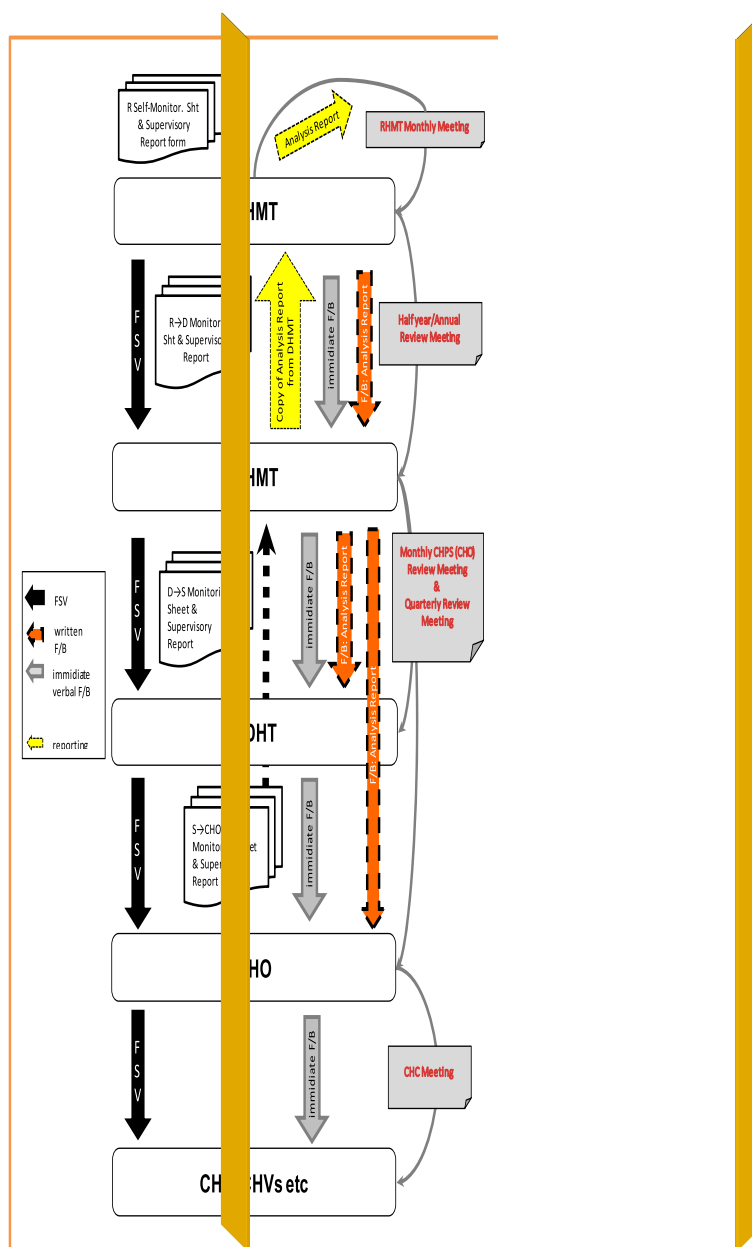 R Self-Monitor. Sht
& Supervisory
Report form
Analysis Report
RHMT Monthly Meeting
HMT
F
S
V
R→D Monitor
Sht & Superviso
Report
Copy of Analysis Report
from DHMT
immidiate F/B
F/B: Analysis Report
Half year/Annual
Review Meeting
HMT
F
S
V
D→S Monitori
Sheet &
Supervisory
Report
immidiate F/B
F/B: Analysis Report
F/B: Analysis Report
Monthly CHPS (CHO)
Review Meeting
&
Quarterly Review
Meeting
FSV
written
F/B
immidiate
verbal F/B
reporting
DHT
F
S
V
S→CHO
Monitor et
& Super
Report
immidiate F/B
HO
F
S
V
immidiate F/B
CHC Meeting
CH HVs etc